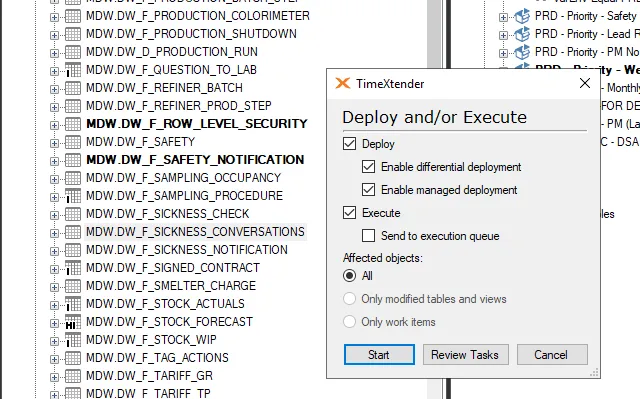 MDW.DW_F_PRODUCTION_BATCH_STEP
MDW.DW_F_PRODUCTION_COLORIMETER
MDW.DW_F_PRODUCTION_SHUTDOWN
MDW.DW_D_PRODUCTION_RUN
MDW.DW_F_QUESTION_TO_LAB
MDW.DW_F_REFINER_BATCH
MDW.DW_F_REFINER_PROD_STEP
MDW.DW_F_ROW_LEVEL_SECURITY
MDW.DW_F_SAFETY
MDW.DW_F_SAFETY_NOTIFICATION
MDW.DW_F_SAMPLING_OCCUPANCY
MDW.DW_F_SAMPLING_PROCEDURE
MDW.DW_F_SICKNESS_CHECK
MDW.DW_F_SICKNESS_CONVERSATIONS
MDW.DW_F_SICKNESS_NOTIFICATION
MDW.DW_F_SIGNED_CONTRACT
MDW.DW_F_SMELTER_CHARGE
MDW.DW_F_STOCK_ACTUALS
MDW.DW_F_STOCK_FORECAST
MDW.DW_F_STOCK_WIP
MDW.DW_F_TAG_ACTIONS
MDW.DW_F_TARIFF_GR
MDW.DW_F_TARIFF_TP
PRD - Priority - Safety
PRD - Priority - Lead R
PRD - Priority - PM No
PRD - Priority - We
- Monthly
FOR DE
- PM (La
C - DSA
bles
TimeXtender
Deploy and/or Execute
Deploy
Enable differential deployment
Enable managed deployment
Execute
Send to execution queue
Affected objects:
All
Only modified tables and views
Only work items
Start
Review Tasks
Cancel